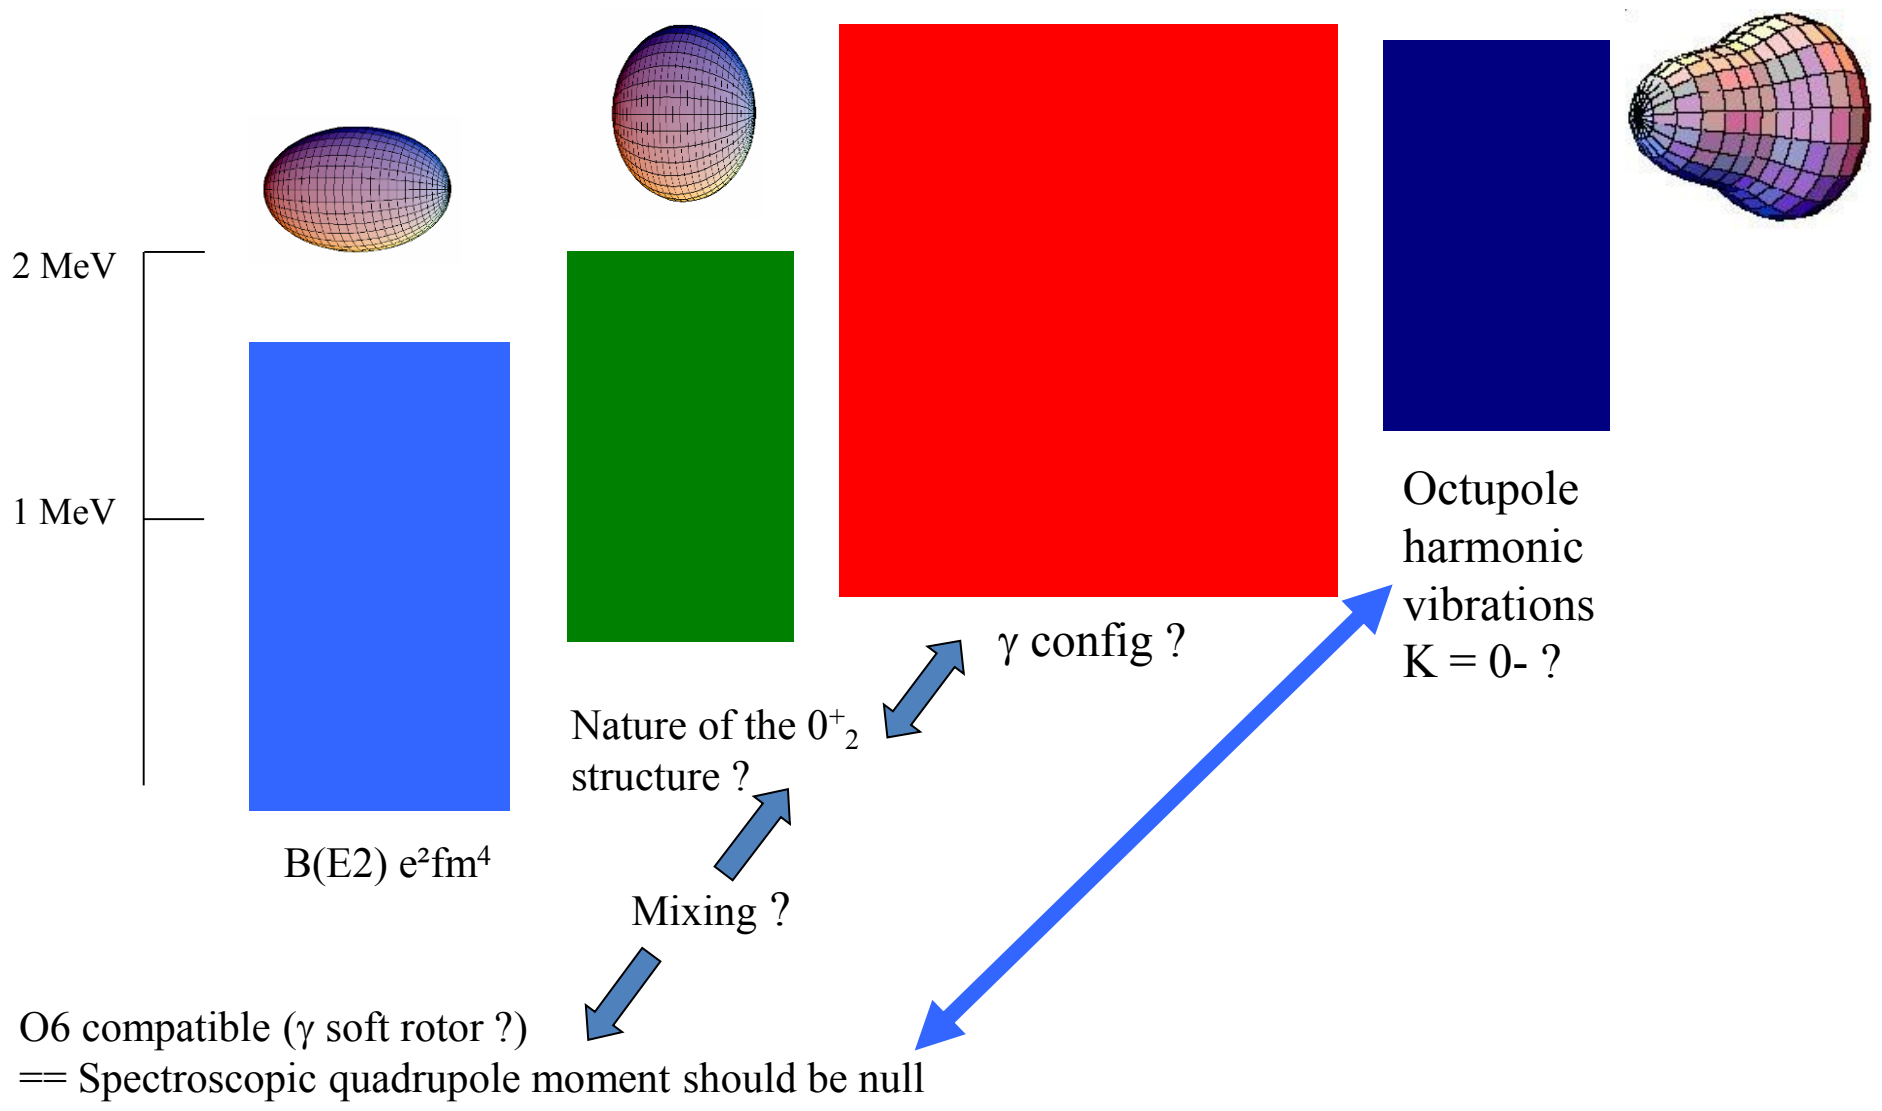 2 MeV
1 MeV
B(E2) e²fm⁴
Nature of the 0⁺₂
structure ?
γ config ?
Octupole
harmonic
vibrations
K = 0- ?
Mixing ?
O6 compatible (γ soft rotor ?)
== Spectroscopic quadrupole moment should be null